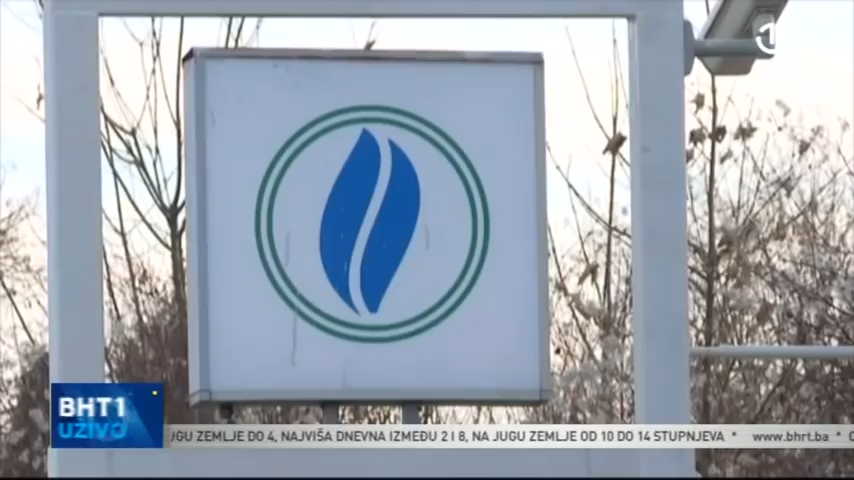 BHT1
UŽIVO
JUGU ZEMLJE DO 4, NAJVIŠA DNEVNA IZMEĐU 2 I 8, NA JUGU ZEMLJE OD 10 DO 14 STUPNJEVA * www.bhrt.ba *